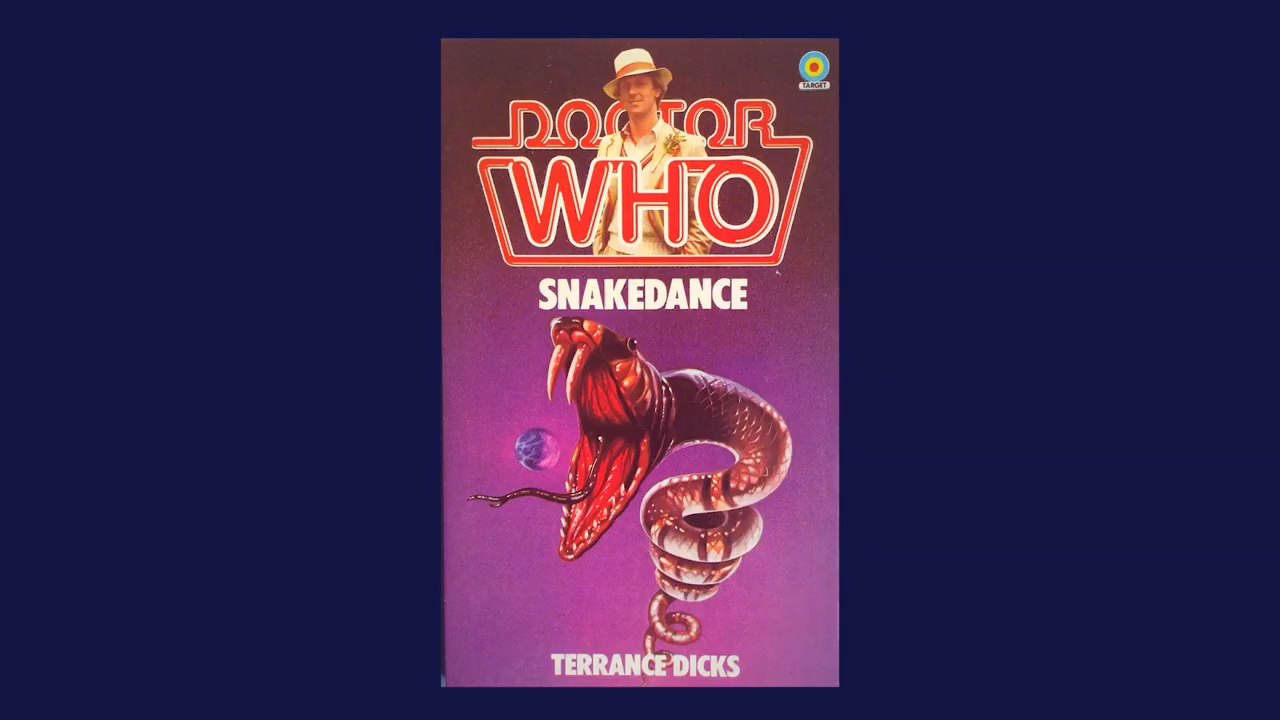 TARGET
DOCTOR
WHO
SNAKEDANCE
TERRANCE DICKS